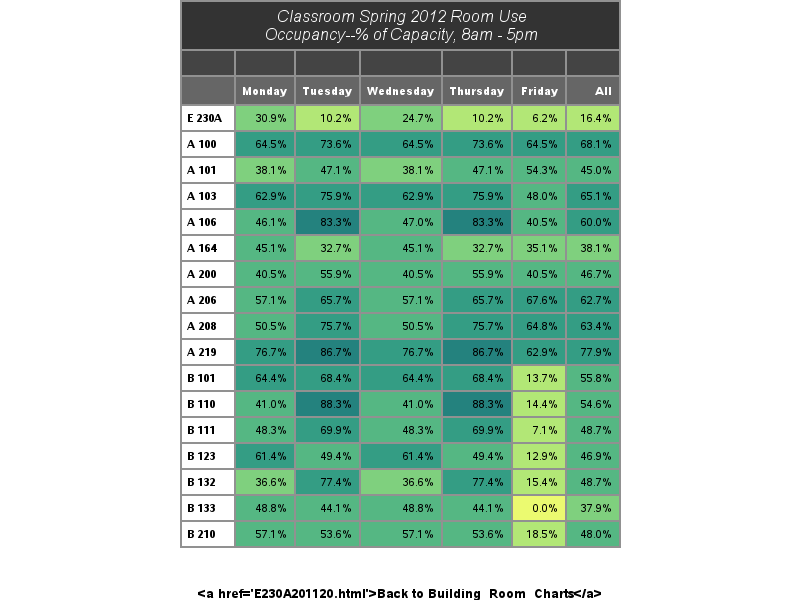 Classroom Spring 2012 Room Use
Occupancy--% of Capacity, 8am - 5pm
Monday Tuesday Wednesday Thursday Friday All
E 230A 30.9% 10.2% 24.7% 10.2% 6.2% 16.4%
A 100 64.5% 73.6% 64.5% 73.6% 64.5% 68.1%
A 101 38.1% 47.1% 38.1% 47.1% 54.3% 45.0%
A 103 62.9% 75.9% 62.9% 75.9% 48.0% 65.1%
A 106 46.1% 83.3% 47.0% 83.3% 40.5% 60.0%
A 164 45.1% 32.7% 45.1% 32.7% 35.1% 38.1%
A 200 40.5% 55.9% 40.5% 55.9% 40.5% 46.7%
A 206 57.1% 65.7% 57.1% 65.7% 67.6% 62.7%
A 208 50.5% 75.7% 50.5% 75.7% 64.8% 63.4%
A 219 76.7% 86.7% 76.7% 86.7% 62.9% 77.9%
B 101 64.4% 68.4% 64.4% 68.4% 13.7% 55.8%
B 110 41.0% 88.3% 41.0% 88.3% 14.4% 54.6%
B 111 48.3% 69.9% 48.3% 69.9% 7.1% 48.7%
B 123 61.4% 49.4% 61.4% 49.4% 12.9% 46.9%
B 132 36.6% 77.4% 36.6% 77.4% 15.4% 48.7%
B 133 48.8% 44.1% 48.8% 44.1% 0.0% 37.9%
B 210 57.1% 53.6% 57.1% 53.6% 18.5% 48.0%
<a href='E230A201120.html'>Back to Building_Room_Charts</a>